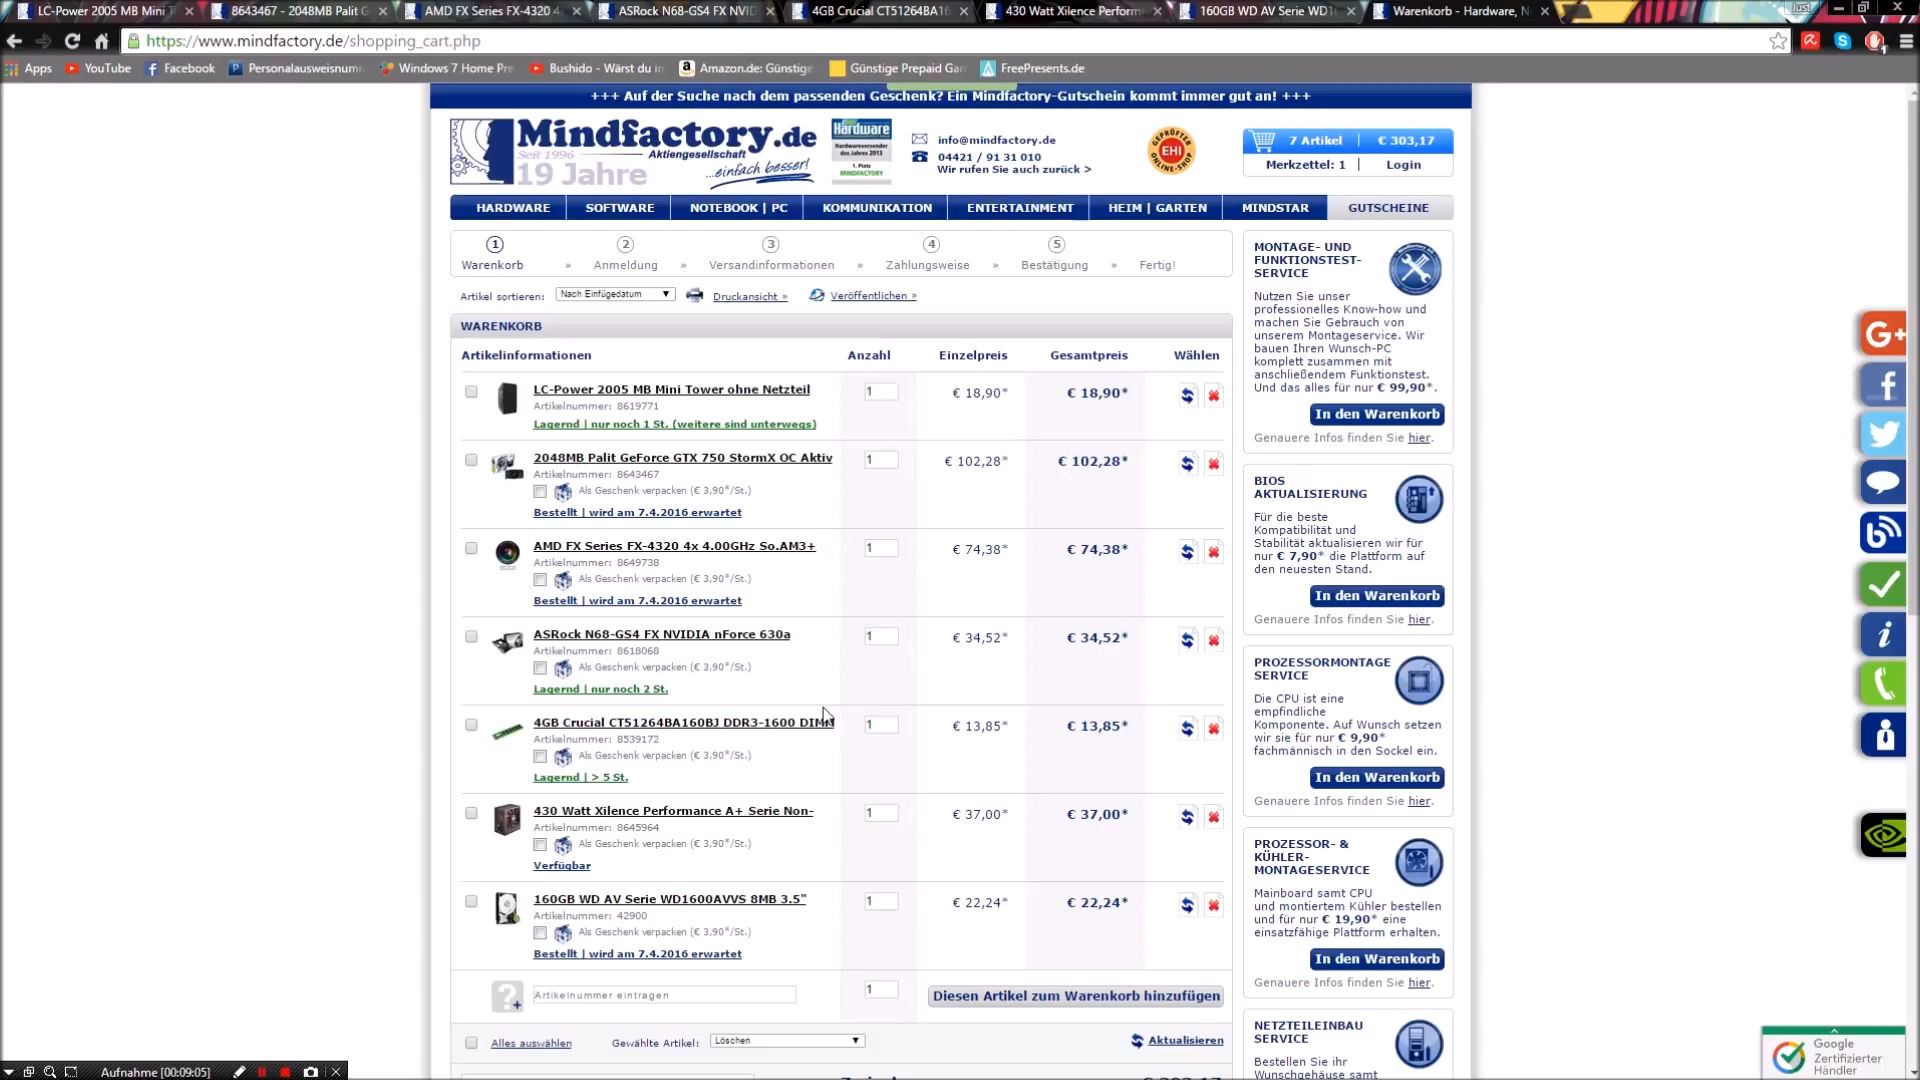 LC-Power 2005 MB Mini T
8643467 - 2048MB Palit G
AMD FX Series FX-4320 4
ASRock N68-GS4 FX NVID
4GB Crucial CT51264BA16
430 Watt Xilence Perform
160GB WD AV Serie WD1
Warenkorb - Hardware, N
Just
https://www.mindfactory.de/shopping_cart.php
Apps
YouTube
Facebook
Personalausweisnum
Windows 7 Home Pre
Bushido - Wärst du in
Amazon.de: Günstige
Günstige Prepaid Gam
FreePresents.de
+++ Auf der Suche nach dem passenden Geschenk? Ein Mindfactory-Gutschein kommt immer gut an! +++
Mindfactory.de
Seit 1996
Aktiengesellschaft
19 Jahre
...einfach besser!
Hardware
Hardwareversender
des Jahres 2013
1. Platz
MINDFACTORY
info@mindfactory.de
04421 / 91 31 010
Wir rufen Sie auch zurück >
GEPRÜFTER
EHI
ONLINE-SHOP
7 Artikel
€ 303,17
Merkzettel: 1
Login
HARDWARE
SOFTWARE
NOTEBOOK | PC
KOMMUNIKATION
ENTERTAINMENT
HEIM | GARTEN
MINDSTAR
GUTSCHEINE
1 2 3 4 5
Warenkorb » Anmeldung » Versandinformationen » Zahlungsweise » Bestätigung » Fertig!
Artikel sortieren:
Nach Einfügedatum
Druckansicht »
Veröffentlichen »
WARENKORB
Artikelinformationen Anzahl Einzelpreis Gesamtpreis Wählen
LC-Power 2005 MB Mini Tower ohne Netzteil
Artikelnummer: 8619771
Lagernd | nur noch 1 St. (weitere sind unterwegs)
1 € 18,90* € 18,90*
2048MB Palit GeForce GTX 750 StormX OC Aktiv
Artikelnummer: 8643467
Als Geschenk verpacken (€ 3,90*/St.)
Bestellt | wird am 7.4.2016 erwartet
1 € 102,28* € 102,28*
AMD FX Series FX-4320 4x 4.00GHz So.AM3+
Artikelnummer: 8649738
Als Geschenk verpacken (€ 3,90*/St.)
Bestellt | wird am 7.4.2016 erwartet
1 € 74,38* € 74,38*
ASRock N68-GS4 FX NVIDIA nForce 630a
Artikelnummer: 8618068
Als Geschenk verpacken (€ 3,90*/St.)
Lagernd | nur noch 2 St.
1 € 34,52* € 34,52*
4GB Crucial CT51264BA160BJ DDR3-1600 DIMM
Artikelnummer: 8539172
Als Geschenk verpacken (€ 3,90*/St.)
Lagernd | > 5 St.
1 € 13,85* € 13,85*
430 Watt Xilence Performance A+ Serie Non-
Artikelnummer: 8645964
Als Geschenk verpacken (€ 3,90*/St.)
Verfügbar
1 € 37,00* € 37,00*
160GB WD AV Serie WD1600AVVS 8MB 3.5"
Artikelnummer: 42900
Als Geschenk verpacken (€ 3,90*/St.)
Bestellt | wird am 7.4.2016 erwartet
1 € 22,24* € 22,24*
Artikelnummer eintragen
1
Diesen Artikel zum Warenkorb hinzufügen
Alles auswählen
Gewählte Artikel:
Löschen
Aktualisieren
MONTAGE- UND
FUNKTIONSTEST-
SERVICE
Nutzen Sie unser
professionelles Know-how und
machen Sie Gebrauch von
unserem Montageservice. Wir
bauen Ihren Wunsch-PC
komplett zusammen mit
anschließendem Funktionstest.
Und das alles für nur € 99,90*.
In den Warenkorb
Genauere Infos finden Sie hier.
BIOS
AKTUALISIERUNG
Für die beste
Kompatibilität und
Stabilität aktualisieren wir für
nur € 7,90* die Plattform auf
den neuesten Stand.
In den Warenkorb
Genauere Infos finden Sie hier.
PROZESSORMONTAGE
SERVICE
Die CPU ist eine
empfindliche
Komponente. Auf Wunsch setzen
wir sie für nur € 9,90*
fachmännisch in den Sockel ein.
In den Warenkorb
Genauere Infos finden Sie hier.
PROZESSOR- &
KÜHLER-
MONTAGESERVICE
Mainboard samt CPU
und montiertem Kühler bestellen
und für nur € 19,90* eine
einsatzfähige Plattform erhalten.
In den Warenkorb
Genauere Infos finden Sie hier.
NETZTEILEINBAU
SERVICE
Bestellen Sie ihr
Wunschgehäuse samt
G+
Google
Zertifizierter
Händler
Aufnahme [00:09:05]